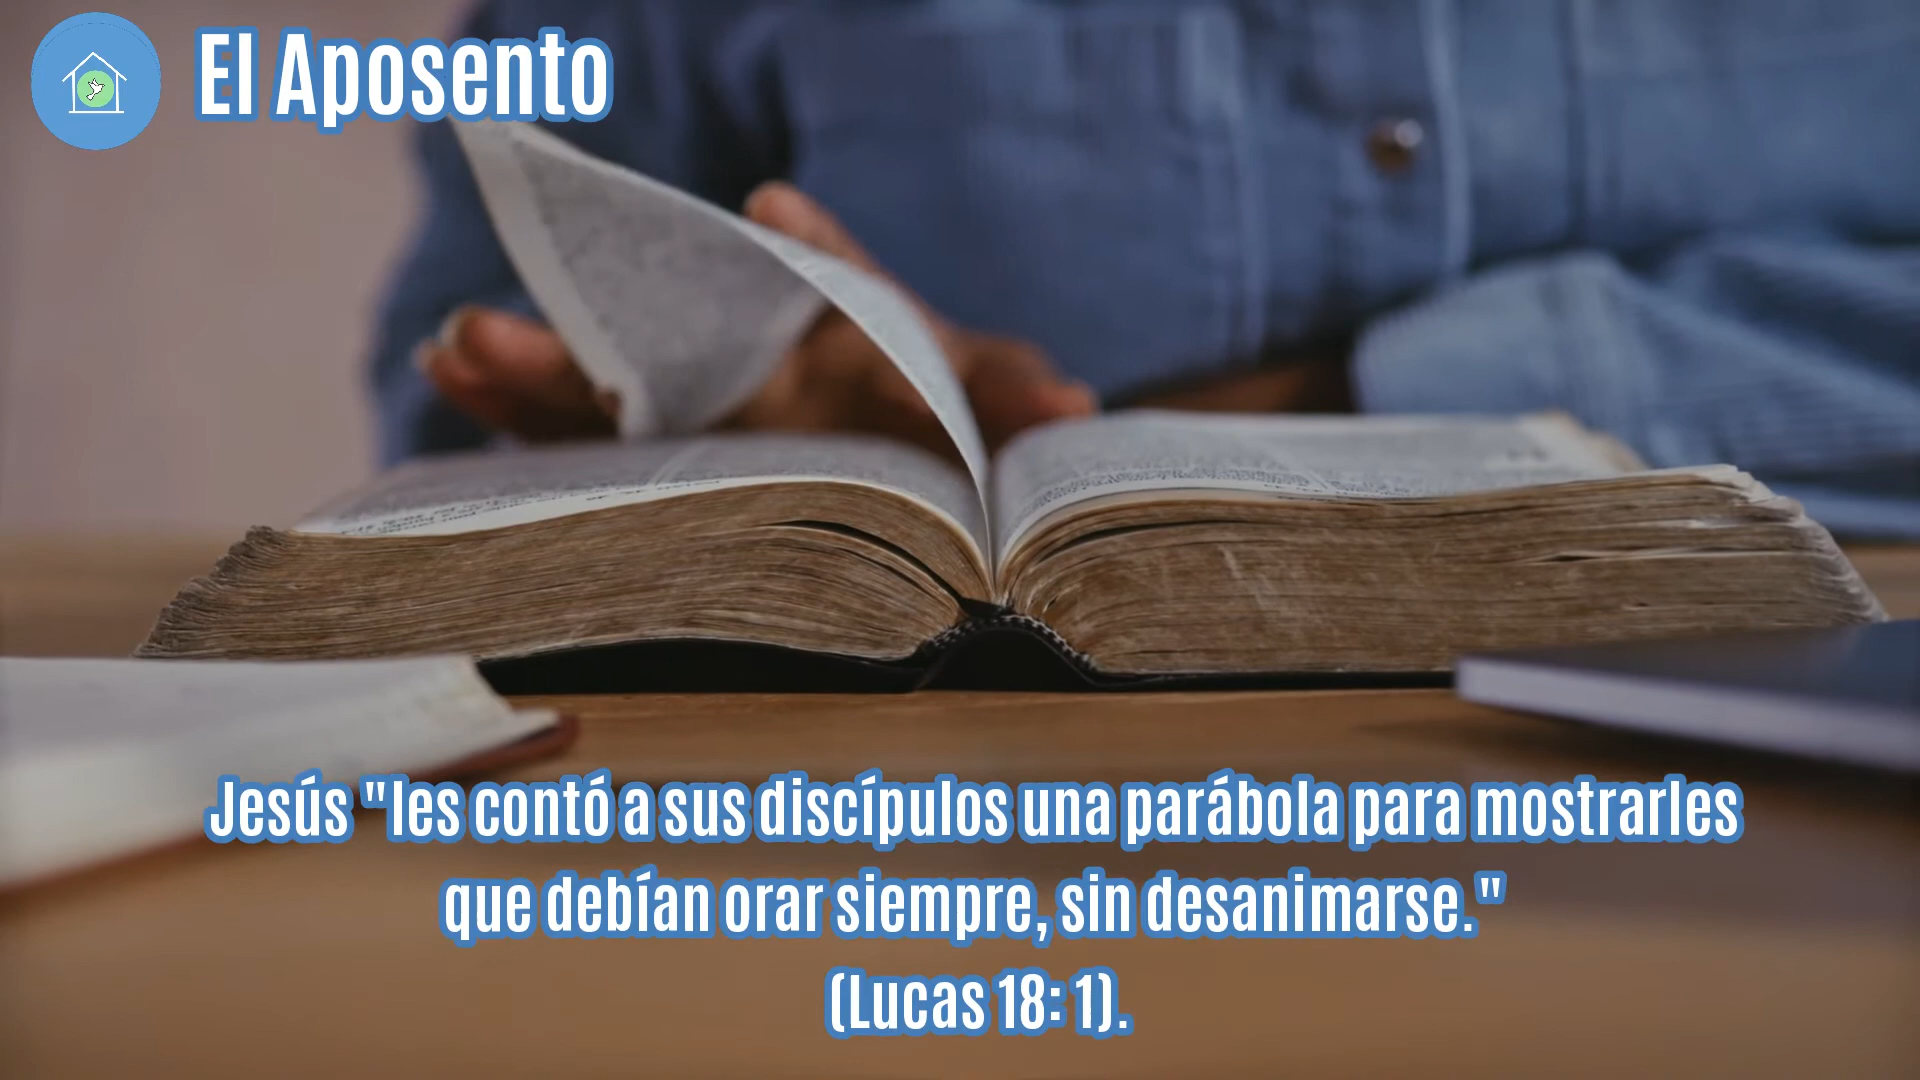 El Aposento
Jesús "les contó a sus discípulos una parábola para mostrarles
que debían orar siempre, sin desanimarse."
(Lucas 18: 1).